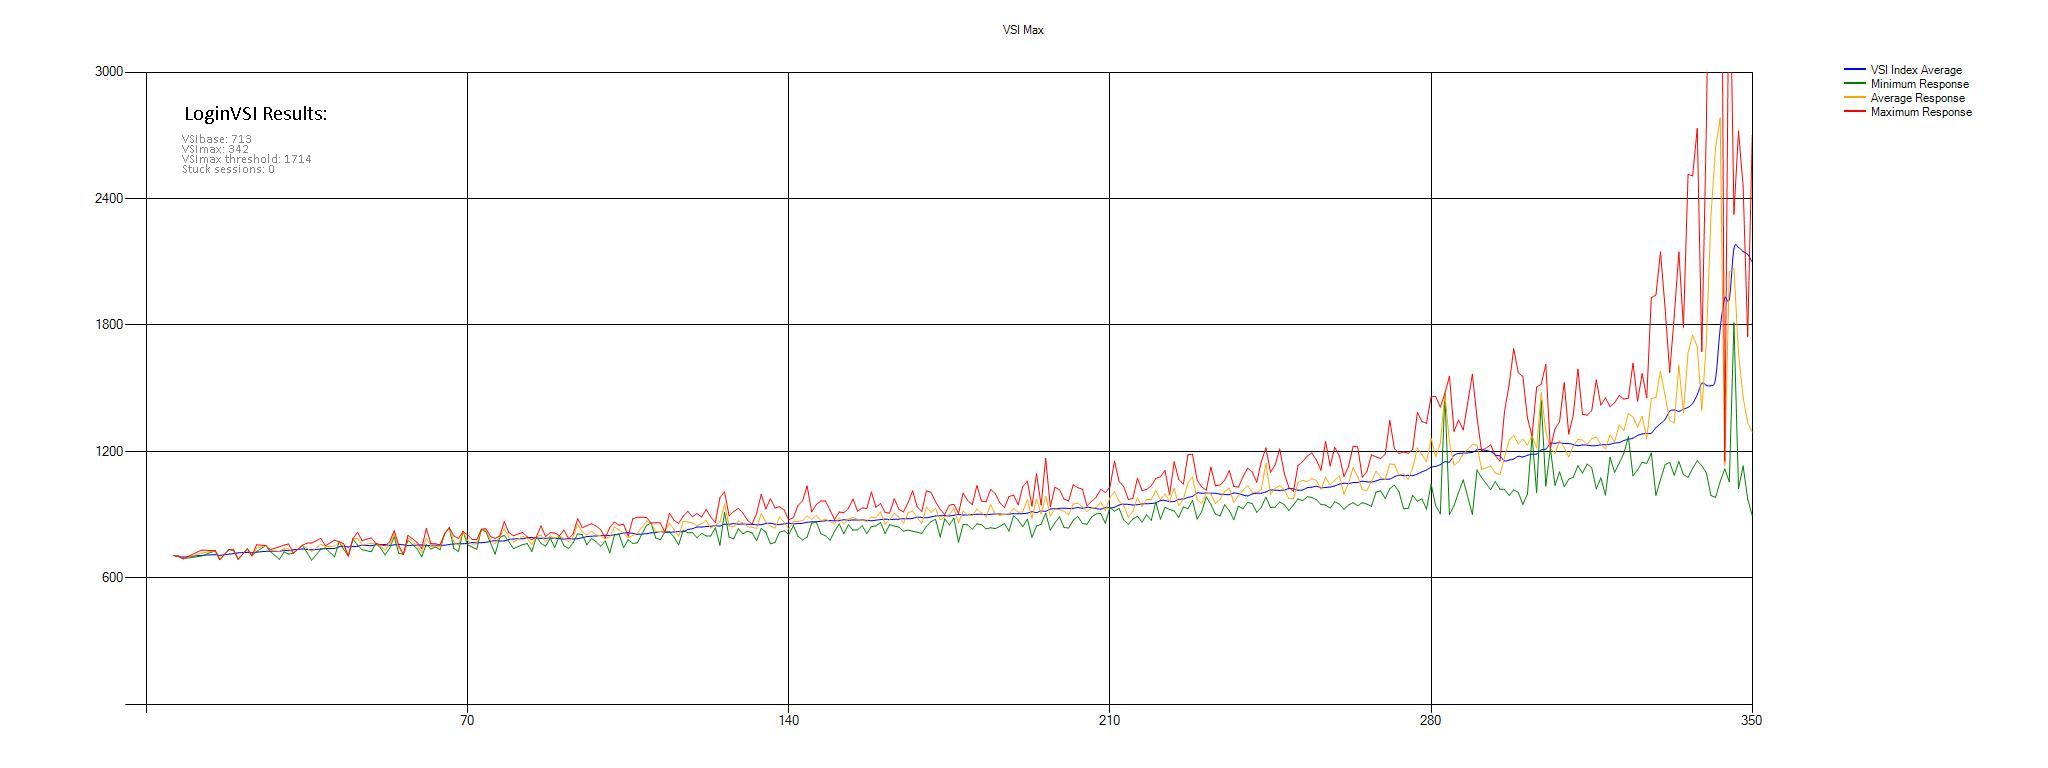 VSI Max
3000
2400
1800
1200
600
LoginVSI Results:
VSIbase: 713
VSImax: 342
VSImax threshold: 1714
Stuck sessions: 0
VSI Index Average
Minimum Response
Average Response
Maximum Response
70
140
210
280
350